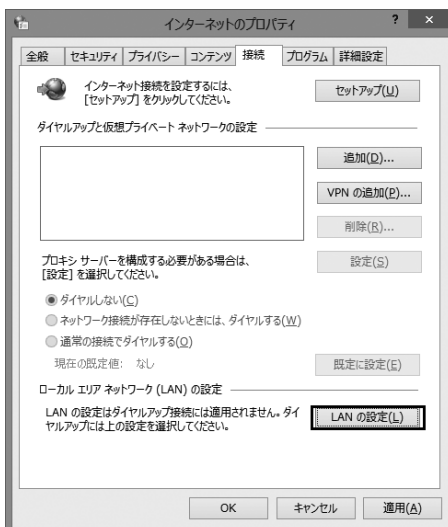 インターネットのプロパティ
? ×
全般 セキュリティ プライバシー コンテンツ 接続 プログラム 詳細設定
インターネット接続を設定するには、
[セットアップ] をクリックしてください。
セットアップ(U)
ダイヤルアップと仮想プライベート ネットワークの設定
追加(D)...
VPN の追加(P)...
削除(R)...
プロキシ サーバーを構成する必要がある場合は、
[設定] を選択してください。
設定(S)
ダイヤルしない(C)
ネットワーク接続が存在しないときには、ダイヤルする(W)
通常の接続でダイヤルする(O)
現在の既定値: なし
既定に設定(E)
ローカル エリア ネットワーク (LAN) の設定
LAN の設定はダイヤルアップ接続には適用されません。ダイ
ヤルアップには上の設定を選択してください。
LAN の設定(L)
OK キャンセル 適用(A)